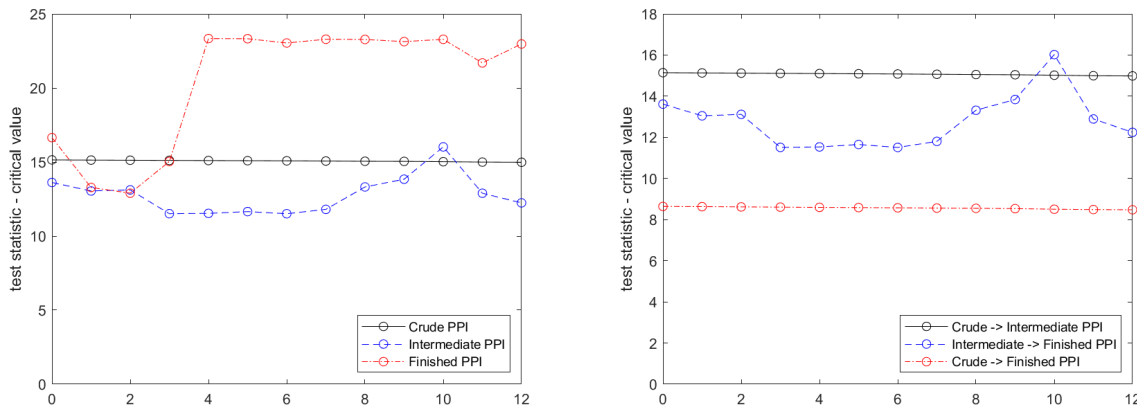 25
20
15
10
5
0
test statistic - critical value
0 2 4 6 8 10 12
Crude PPI
Intermediate PPI
Finished PPI
18
16
14
12
10
8
6
4
2
0
test statistic - critical value
0 2 4 6 8 10 12
Crude -> Intermediate PPI
Intermediate -> Finished PPI
Crude -> Finished PPI